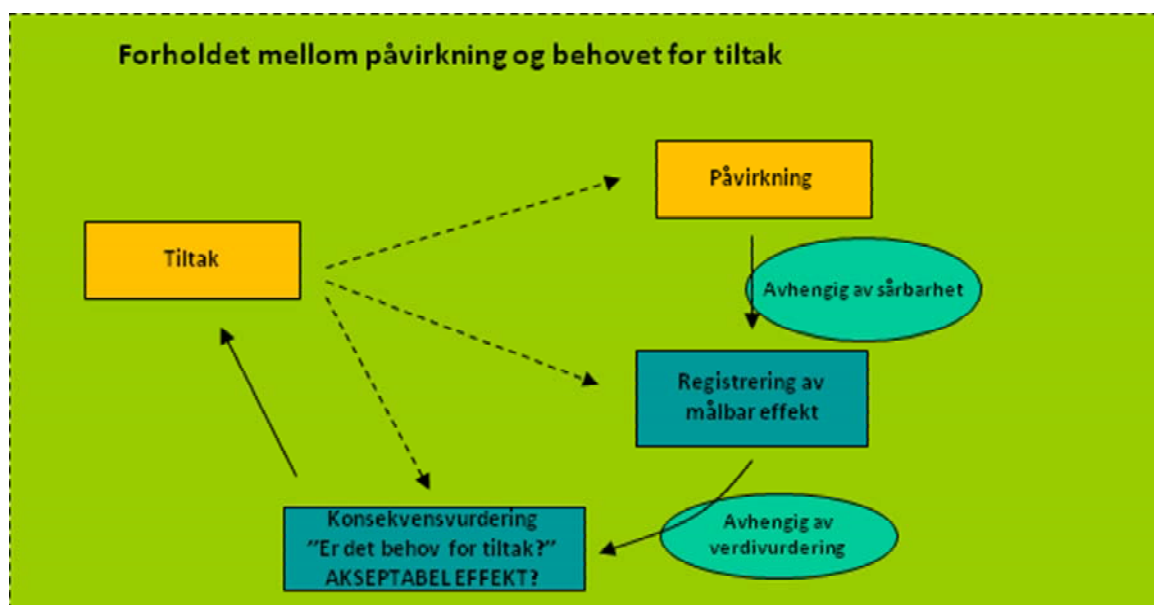 Forholdet mellom påvirkning og behovet for tiltak
Påvirkning
Tiltak
Avhengig av sårbarhet
Registrering av
målbar effekt
Konsekvensvurdering
"Er det behov for tiltak?"
AKSEPTABEL EFFEKT?
Avhengig av
verdivurdering